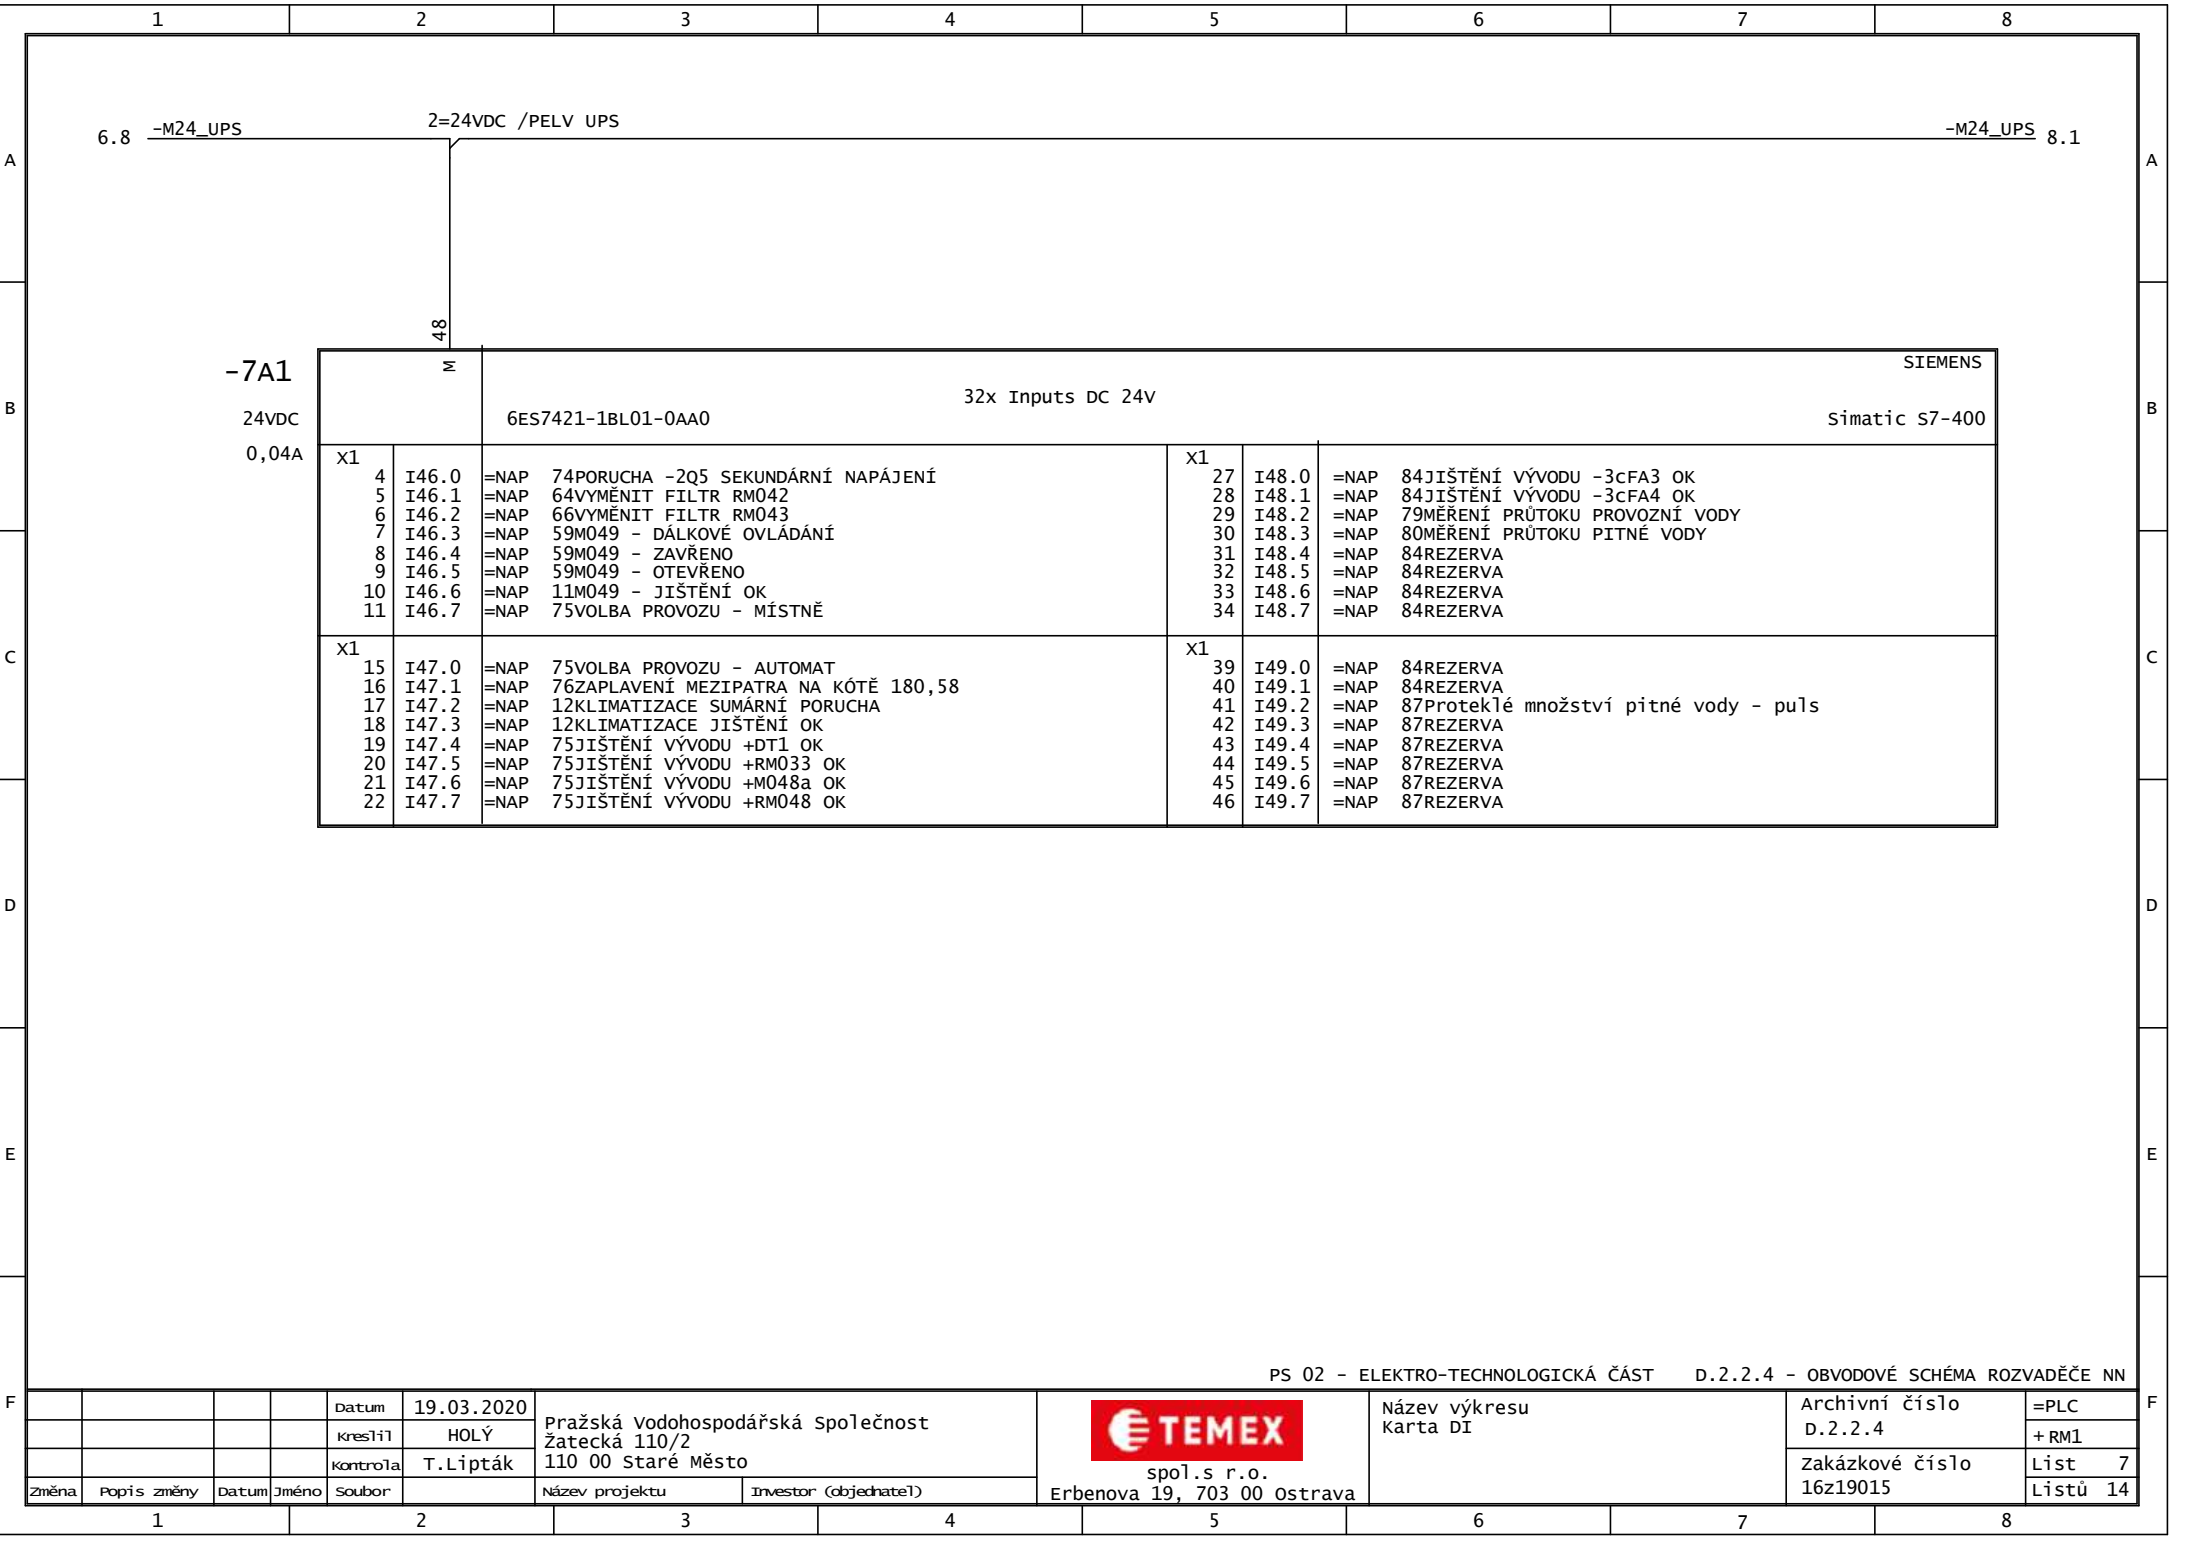 1 2 3 4 5 6 7 8
2=24VDC /PELV UPS
6.8 -M24_UPS -M24_UPS 8.1
A A
48
-7A1 M SIEMENS
32x Inputs DC 24V
B B
24VDC 6ES7421-1BL01-0AA0 Simatic S7-400
0,04A
X1
4 I46.0 =NAP 74PORUCHA -2Q5 SEKUNDÁRNÍ NAPÁJENÍ
5 I46.1 =NAP 64VYMĚNIT FILTR RM042
6 I46.2 =NAP 66VYMĚNIT FILTR RM043
7 I46.3 =NAP 59M049 - DÁLKOVÉ OVLÁDÁNÍ
8 I46.4 =NAP 59M049 - ZAVŘENO
9 I46.5 =NAP 59M049 - OTEVŘENO
10 I46.6 =NAP 11M049 - JIŠTĚNÍ OK
11 I46.7 =NAP 75VOLBA PROVOZU - MÍSTNĚ
X1
27 I48.0 =NAP 84JIŠTĚNÍ VÝVODU -3cFA3 OK
28 I48.1 =NAP 84JIŠTĚNÍ VÝVODU -3cFA4 OK
29 I48.2 =NAP 79MĚŘENÍ PRŮTOKU PROVOZNÍ VODY
30 I48.3 =NAP 80MĚŘENÍ PRŮTOKU PITNÉ VODY
31 I48.4 =NAP 84REZERVA
32 I48.5 =NAP 84REZERVA
33 I48.6 =NAP 84REZERVA
34 I48.7 =NAP 84REZERVA
C C
X1
15 I47.0 =NAP 75VOLBA PROVOZU - AUTOMAT
16 I47.1 =NAP 76ZAPLAVENÍ MEZIPATRA NA KÓTĚ 180,58
17 I47.2 =NAP 12KLIMATIZACE SUMÁRNÍ PORUCHA
18 I47.3 =NAP 12KLIMATIZACE JIŠTĚNÍ OK
19 I47.4 =NAP 75JIŠTĚNÍ VÝVODU +DT1 OK
20 I47.5 =NAP 75JIŠTĚNÍ VÝVODU +RM033 OK
21 I47.6 =NAP 75JIŠTĚNÍ VÝVODU +M048a OK
22 I47.7 =NAP 75JIŠTĚNÍ VÝVODU +RM048 OK
X1
39 I49.0 =NAP 84REZERVA
40 I49.1 =NAP 84REZERVA
41 I49.2 =NAP 87Proteklé množství pitné vody - puls
42 I49.3 =NAP 87REZERVA
43 I49.4 =NAP 87REZERVA
44 I49.5 =NAP 87REZERVA
45 I49.6 =NAP 87REZERVA
46 I49.7 =NAP 87REZERVA
D D
E E
PS 02 - ELEKTRO-TECHNOLOGICKÁ ČÁST D.2.2.4 - OBVODOVÉ SCHÉMA ROZVADĚČE NN
F F
Datum 19.03.2020
Kreslil HOLÝ
Kontrola T.Lipták
Změna Popis změny Datum Jméno Soubor
Pražská Vodohospodářská Společnost
Žatecká 110/2
110 00 Staré Město
Název projektu Investor (objednatel)
TEMEX
spol.s r.o.
Erbenova 19, 703 00 Ostrava
Název výkresu
Karta DI
Archivní číslo
D.2.2.4
Zakázkové číslo
16z19015
=PLC
+ RM1
List 7
Listů 14
1 2 3 4 5 6 7 8